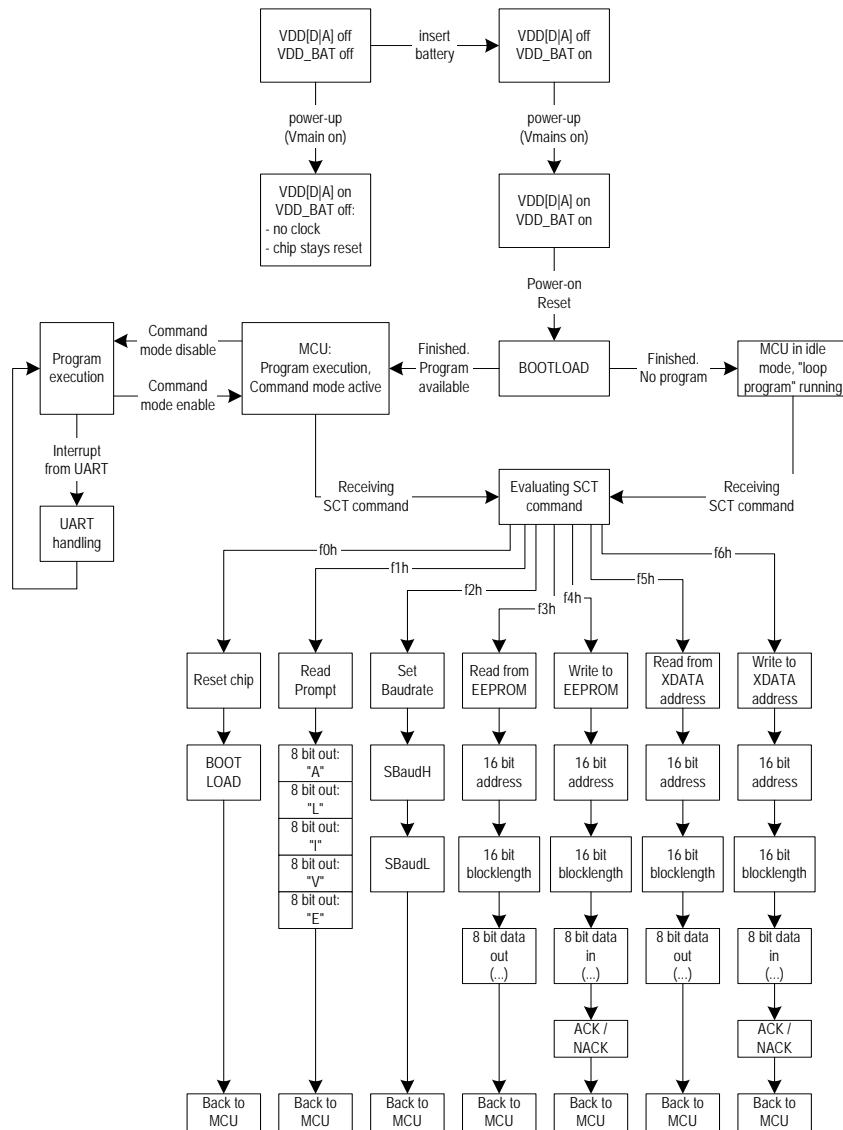 VDD[D|A] off
VDD_BAT off
insert
battery
VDD[D|A] off
VDD_BAT on
power-up
(Vmain on)
power-up
(Vmains on)
VDD[D|A] on
VDD_BAT off:
- no clock
- chip stays reset
VDD[D|A] on
VDD_BAT on
Power-on
Reset
Program
execution
Command
mode disable
Command
mode enable
MCU:
Program execution,
Command mode active
Finished.
Program
available
BOOTLOAD
Finished.
No program
MCU in idle
mode, "loop
program" running
Interrupt
from UART
UART
handling
Receiving
SCT command
Evaluating SCT
command
Receiving
SCT command
f0h
f1h
f2h
f3h
f4h
f5h
f6h
Reset chip
Read
Prompt
Set
Baudrate
Read from
EEPROM
Write to
EEPROM
Read from
XDATA
address
Write to
XDATA
address
BOOT
LOAD
8 bit out:
"A"
8 bit out:
"L"
8 bit out:
"I"
8 bit out:
"V"
8 bit out:
"E"
SBaudH
SBaudL
16 bit
address
16 bit
address
16 bit
address
16 bit
address
16 bit
blocklength
16 bit
blocklength
16 bit
blocklength
16 bit
blocklength
8 bit data
out
(...)
8 bit data
in
(...)
8 bit data
out
(...)
8 bit data
in
(...)
ACK /
NACK
ACK /
NACK
Back to
MCU
Back to
MCU
Back to
MCU
Back to
MCU
Back to
MCU
Back to
MCU
Back to
MCU